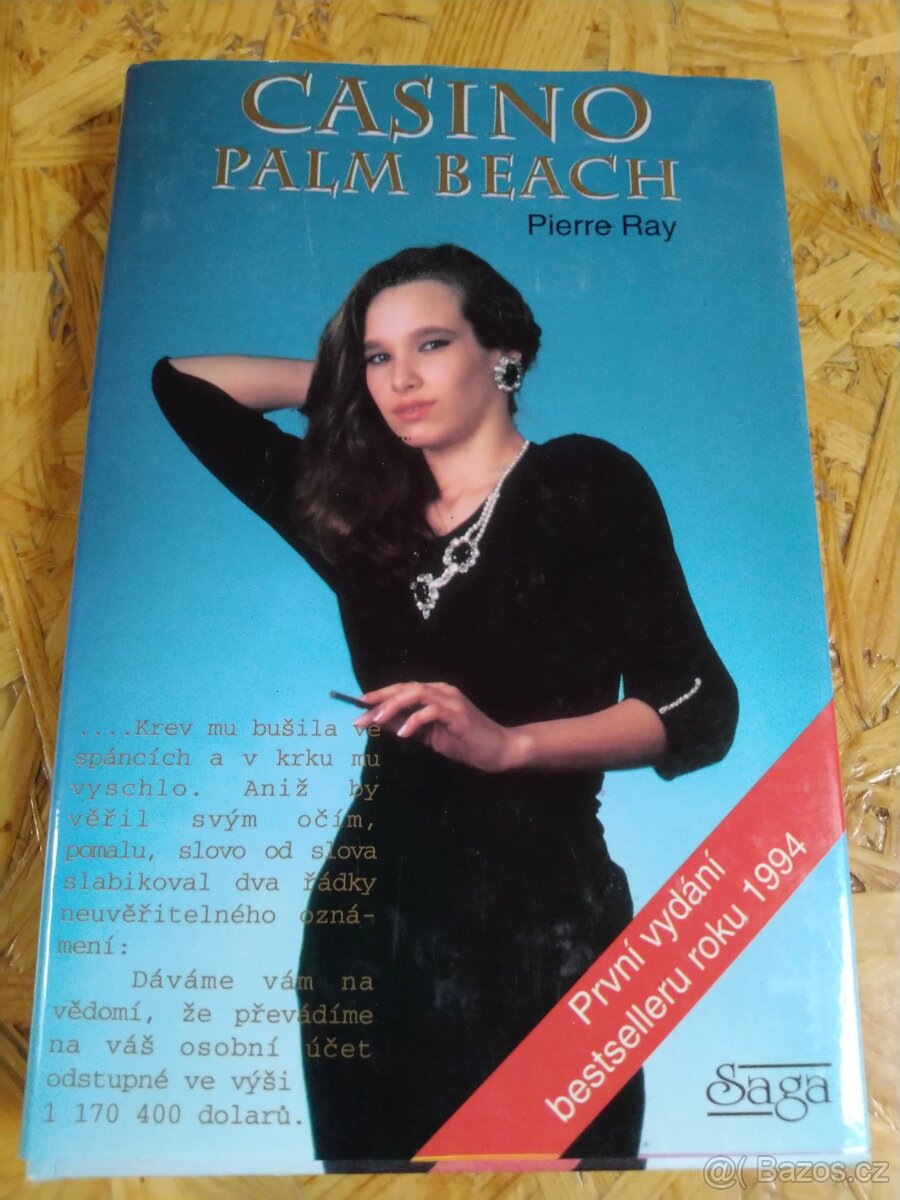 CASINO
PALM BEACH
Pierre Ray
....Krev mu bušila ve
spáncích a v krku mu
vyschlo. Aniž by
věřil svým očím,
pomalu, slovo od slova
slabikoval dva řádky
neuvěřitelného ozná-
mení:
Dáváme vám na
vědomí, že převádíme
na váš osobní účet
odstupné ve výši
1 170 400 dolarů.
První vydání
bestselleru roku 1994
Saga
@( Bazos.cz